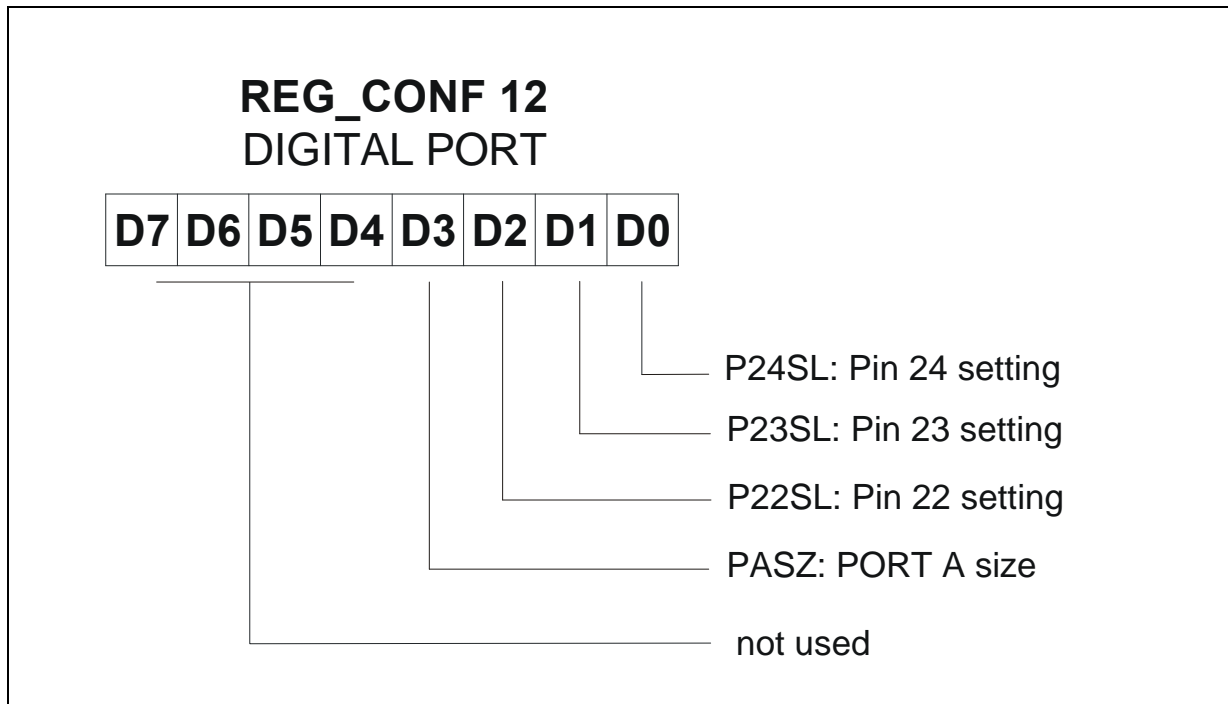 REG_CONF 12
DIGITAL PORT
D7 D6 D5 D4 D3 D2 D1 D0
P24SL: Pin 24 setting
P23SL: Pin 23 setting
P22SL: Pin 22 setting
PASZ: PORT A size
not used